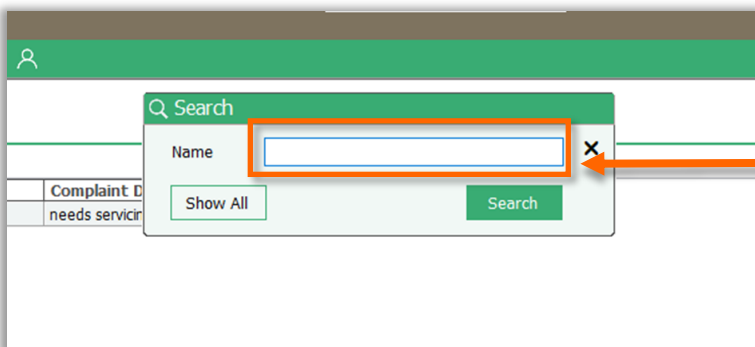 Search
Name
Complaint D
Show All
Search
needs servicin